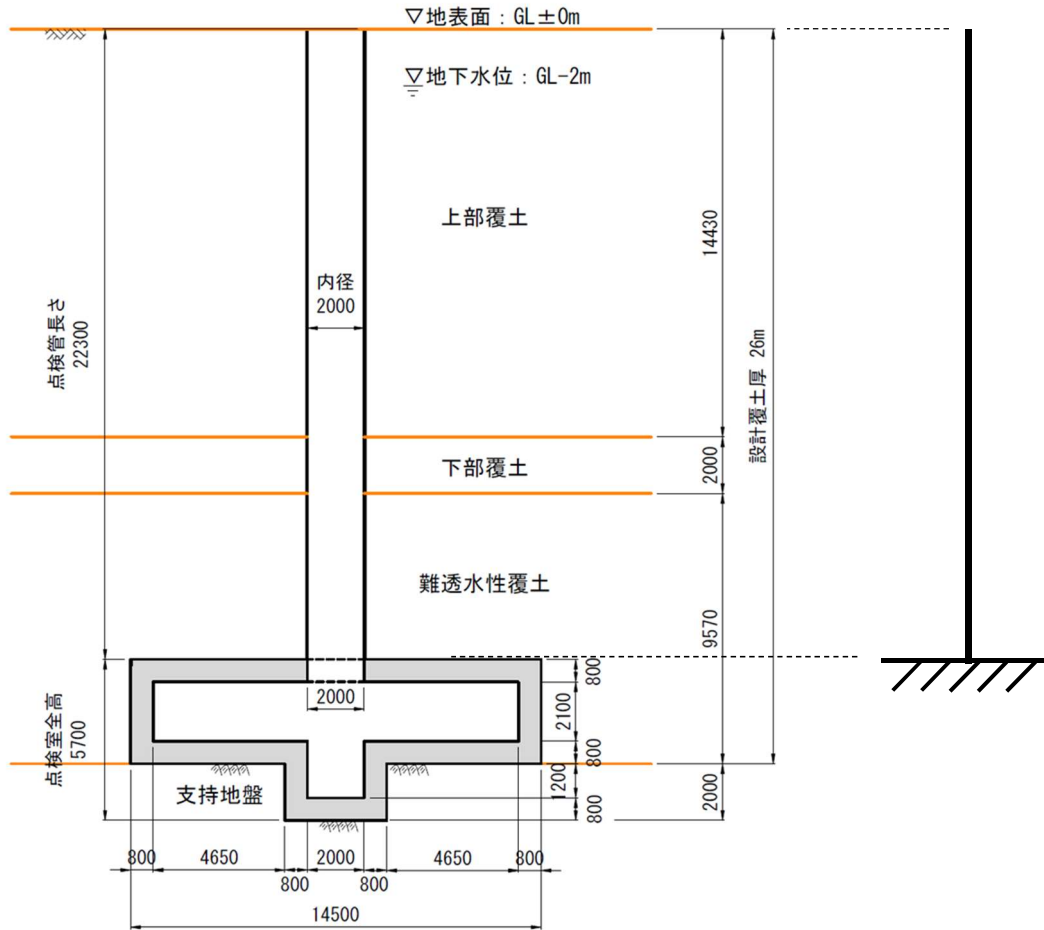 ▽地表面：GL±0m
▽地下水位：GL-2m
上部覆土
14430
内径
2000
点検管長さ
22300
設計覆土厚 26m
下部覆土
2000
難透水性覆土
9570
800
2000
2100
点検室全高
5700
800
支持地盤
1200
2000
800
800
4650
2000
4650
800
800
800
14500